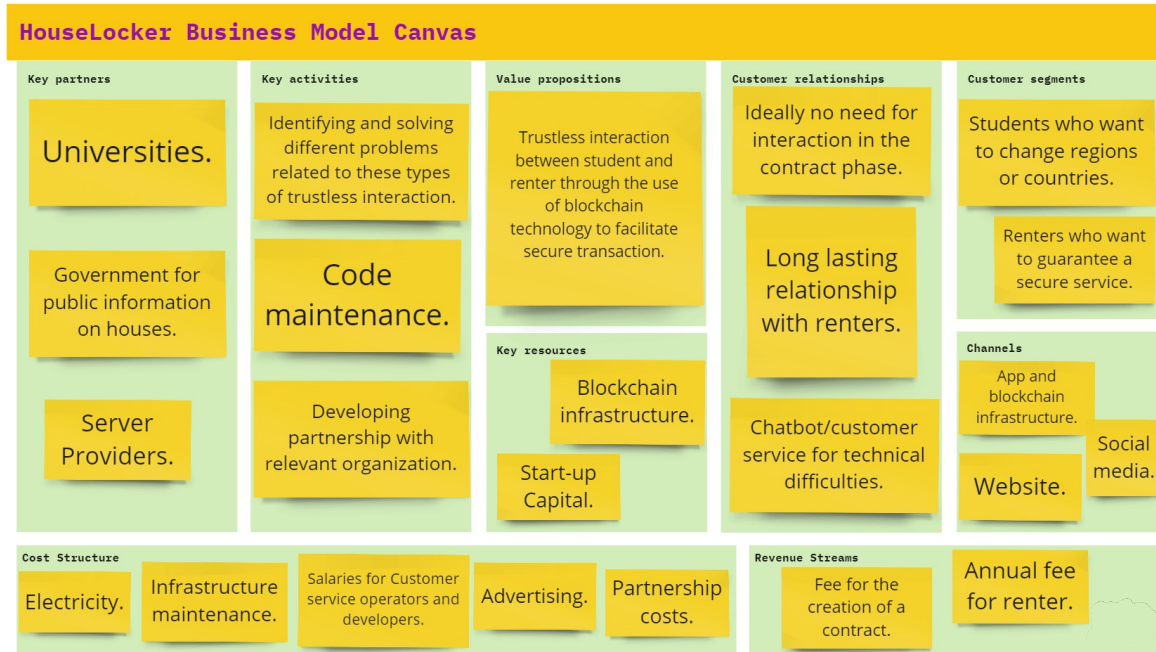 HouseLocker Business Model Canvas
Key partners
Universities.
Government for
public information
on houses.
Server
Providers.
Key activities
Identifying and solving
different problems
related to these types
of trustless interaction.
Code
maintenance.
Developing
partnership with
relevant organization.
Value propositions
Trustless interaction
between student and
renter through the use
of blockchain
technology to facilitate
secure transaction.
Key resources
Blockchain
infrastructure.
Start-up
Capital.
Customer relationships
Ideally no need for
interaction in the
contract phase.
Long lasting
relationship
with renters.
Chatbot/customer
service for technical
difficulties.
Customer segments
Students who want
to change regions
or countries.
Renters who want
to guarantee a
secure service.
Channels
App and
blockchain
infrastructure.
Social
media.
Website.
Cost Structure
Electricity.
Infrastructure
maintenance.
Salaries for Customer
service operators and
developers.
Advertising.
Partnership
costs.
Revenue Streams
Fee for the
creation of a
contract.
Annual fee
for renter.